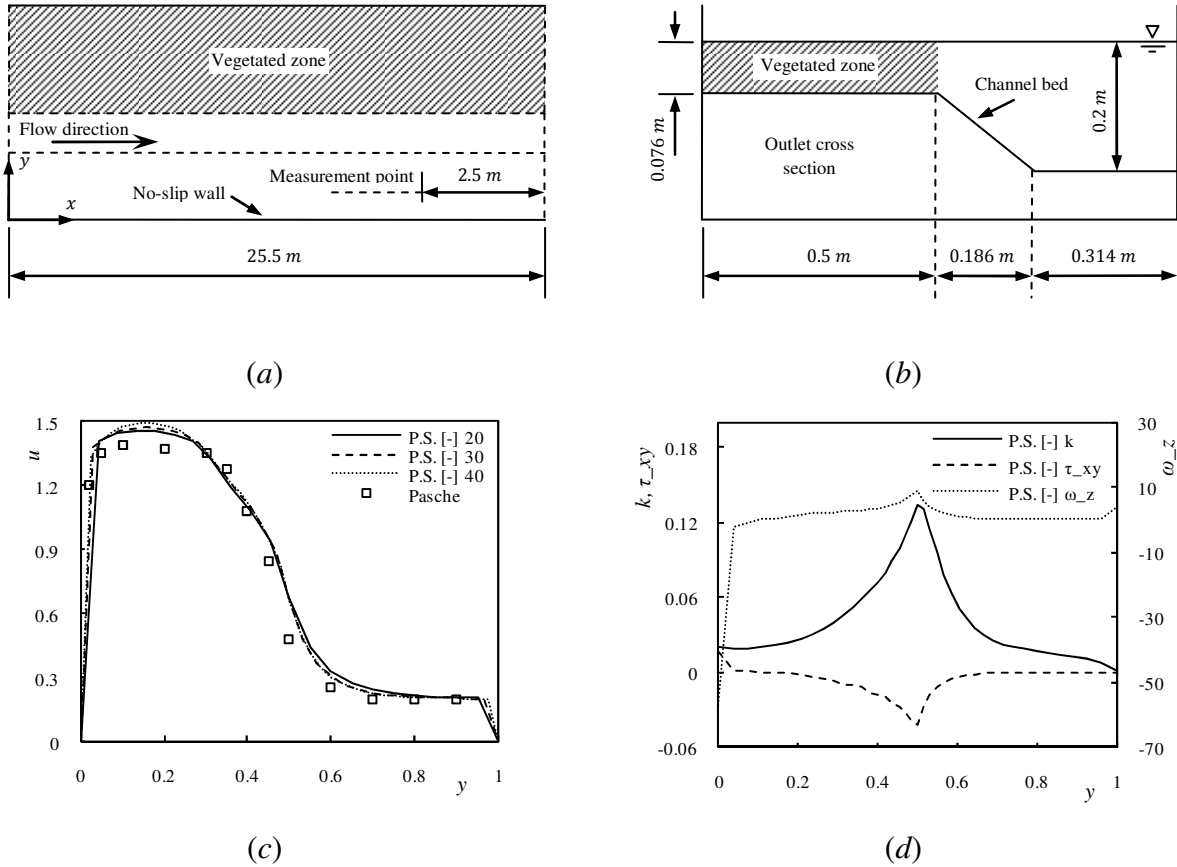 Vegetated zone
Flow direction
y
Measurement point
2.5 m
No-slip wall
x
25.5 m
(a)
Vegetated zone
Channel bed
0.076 m
0.2 m
Outlet cross
section
0.5 m
0.186 m
0.314 m
(b)
1.5
1.2
0.9
0.6
0.3
0
u
P.S. [-] 20
P.S. [-] 30
P.S. [-] 40
Pasche
0
0.2
0.4
0.6
0.8
1
y
(c)
0.18
0.12
0.06
0
-0.06
k, τ_xy
P.S. [-] k
P.S. [-] τ_xy
P.S. [-] ω_z
30
10
-10
-30
-50
-70
ω_z
0
0.2
0.4
0.6
0.8
1
y
(d)